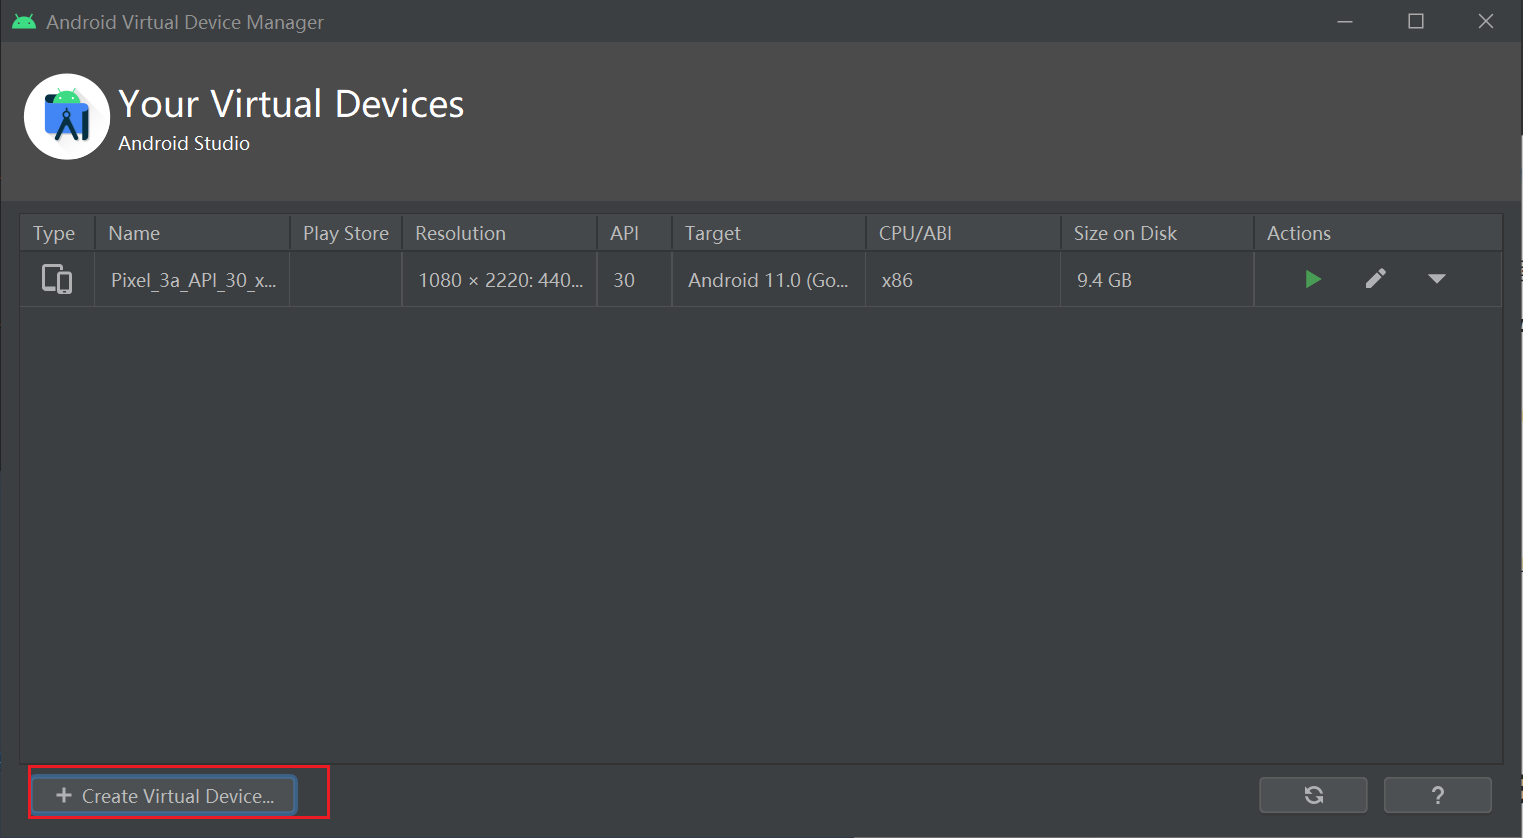 Android Virtual Device Manager
Your Virtual Devices
Android Studio
Type Name Play Store Resolution API Target CPU/ABI Size on Disk Actions
Pixel_3a_API_30_x... 1080 × 2220: 440... 30 Android 11.0 (Go... x86 9.4 GB
+ Create Virtual Device... ?